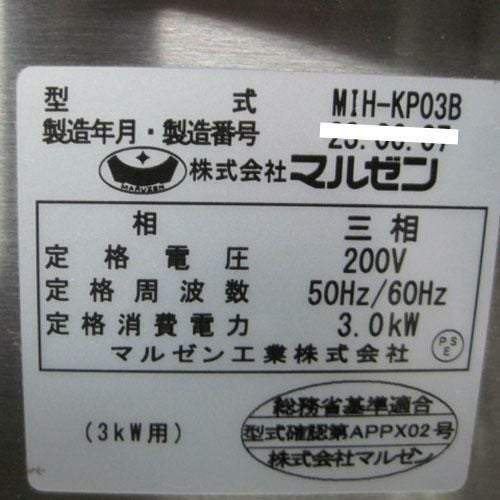 型式 MIH-KP03B
製造年月・製造番号
MARUZEN 株式会社マルゼン
相 三相
定格電圧 200V
定格周波数 50Hz/60Hz
定格消費電力 3.0kW
マルゼン工業株式会社 PSE
(3kW用)
総務省基準適合
型式確認第APPX02号
株式会社マルゼン